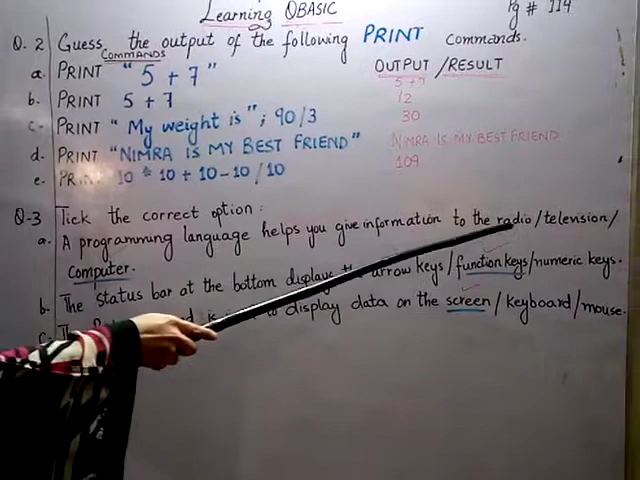 Learning QBASIC
Pg # 114
Q.2 Guess the output of the following PRINT commands.
COMMANDS
OUTPUT / RESULT
a. PRINT "5 + 7" 5 + 7
b. PRINT 5 + 7 12
c. PRINT "My weight is"; 90/3 30
d. PRINT "NIMRA IS MY BEST FRIEND" NIMRA IS MY BEST FRIEND
e. PRINT 10 * 10 + 10 - 10 / 10 109
Q-3 Tick the correct option:
a. A programming language helps you give information to the radio/television/
Computer.
b. The status bar at the bottom displays the arrow keys/function keys/numeric keys.
c. The is to display data on the screen/keyboard/mouse.